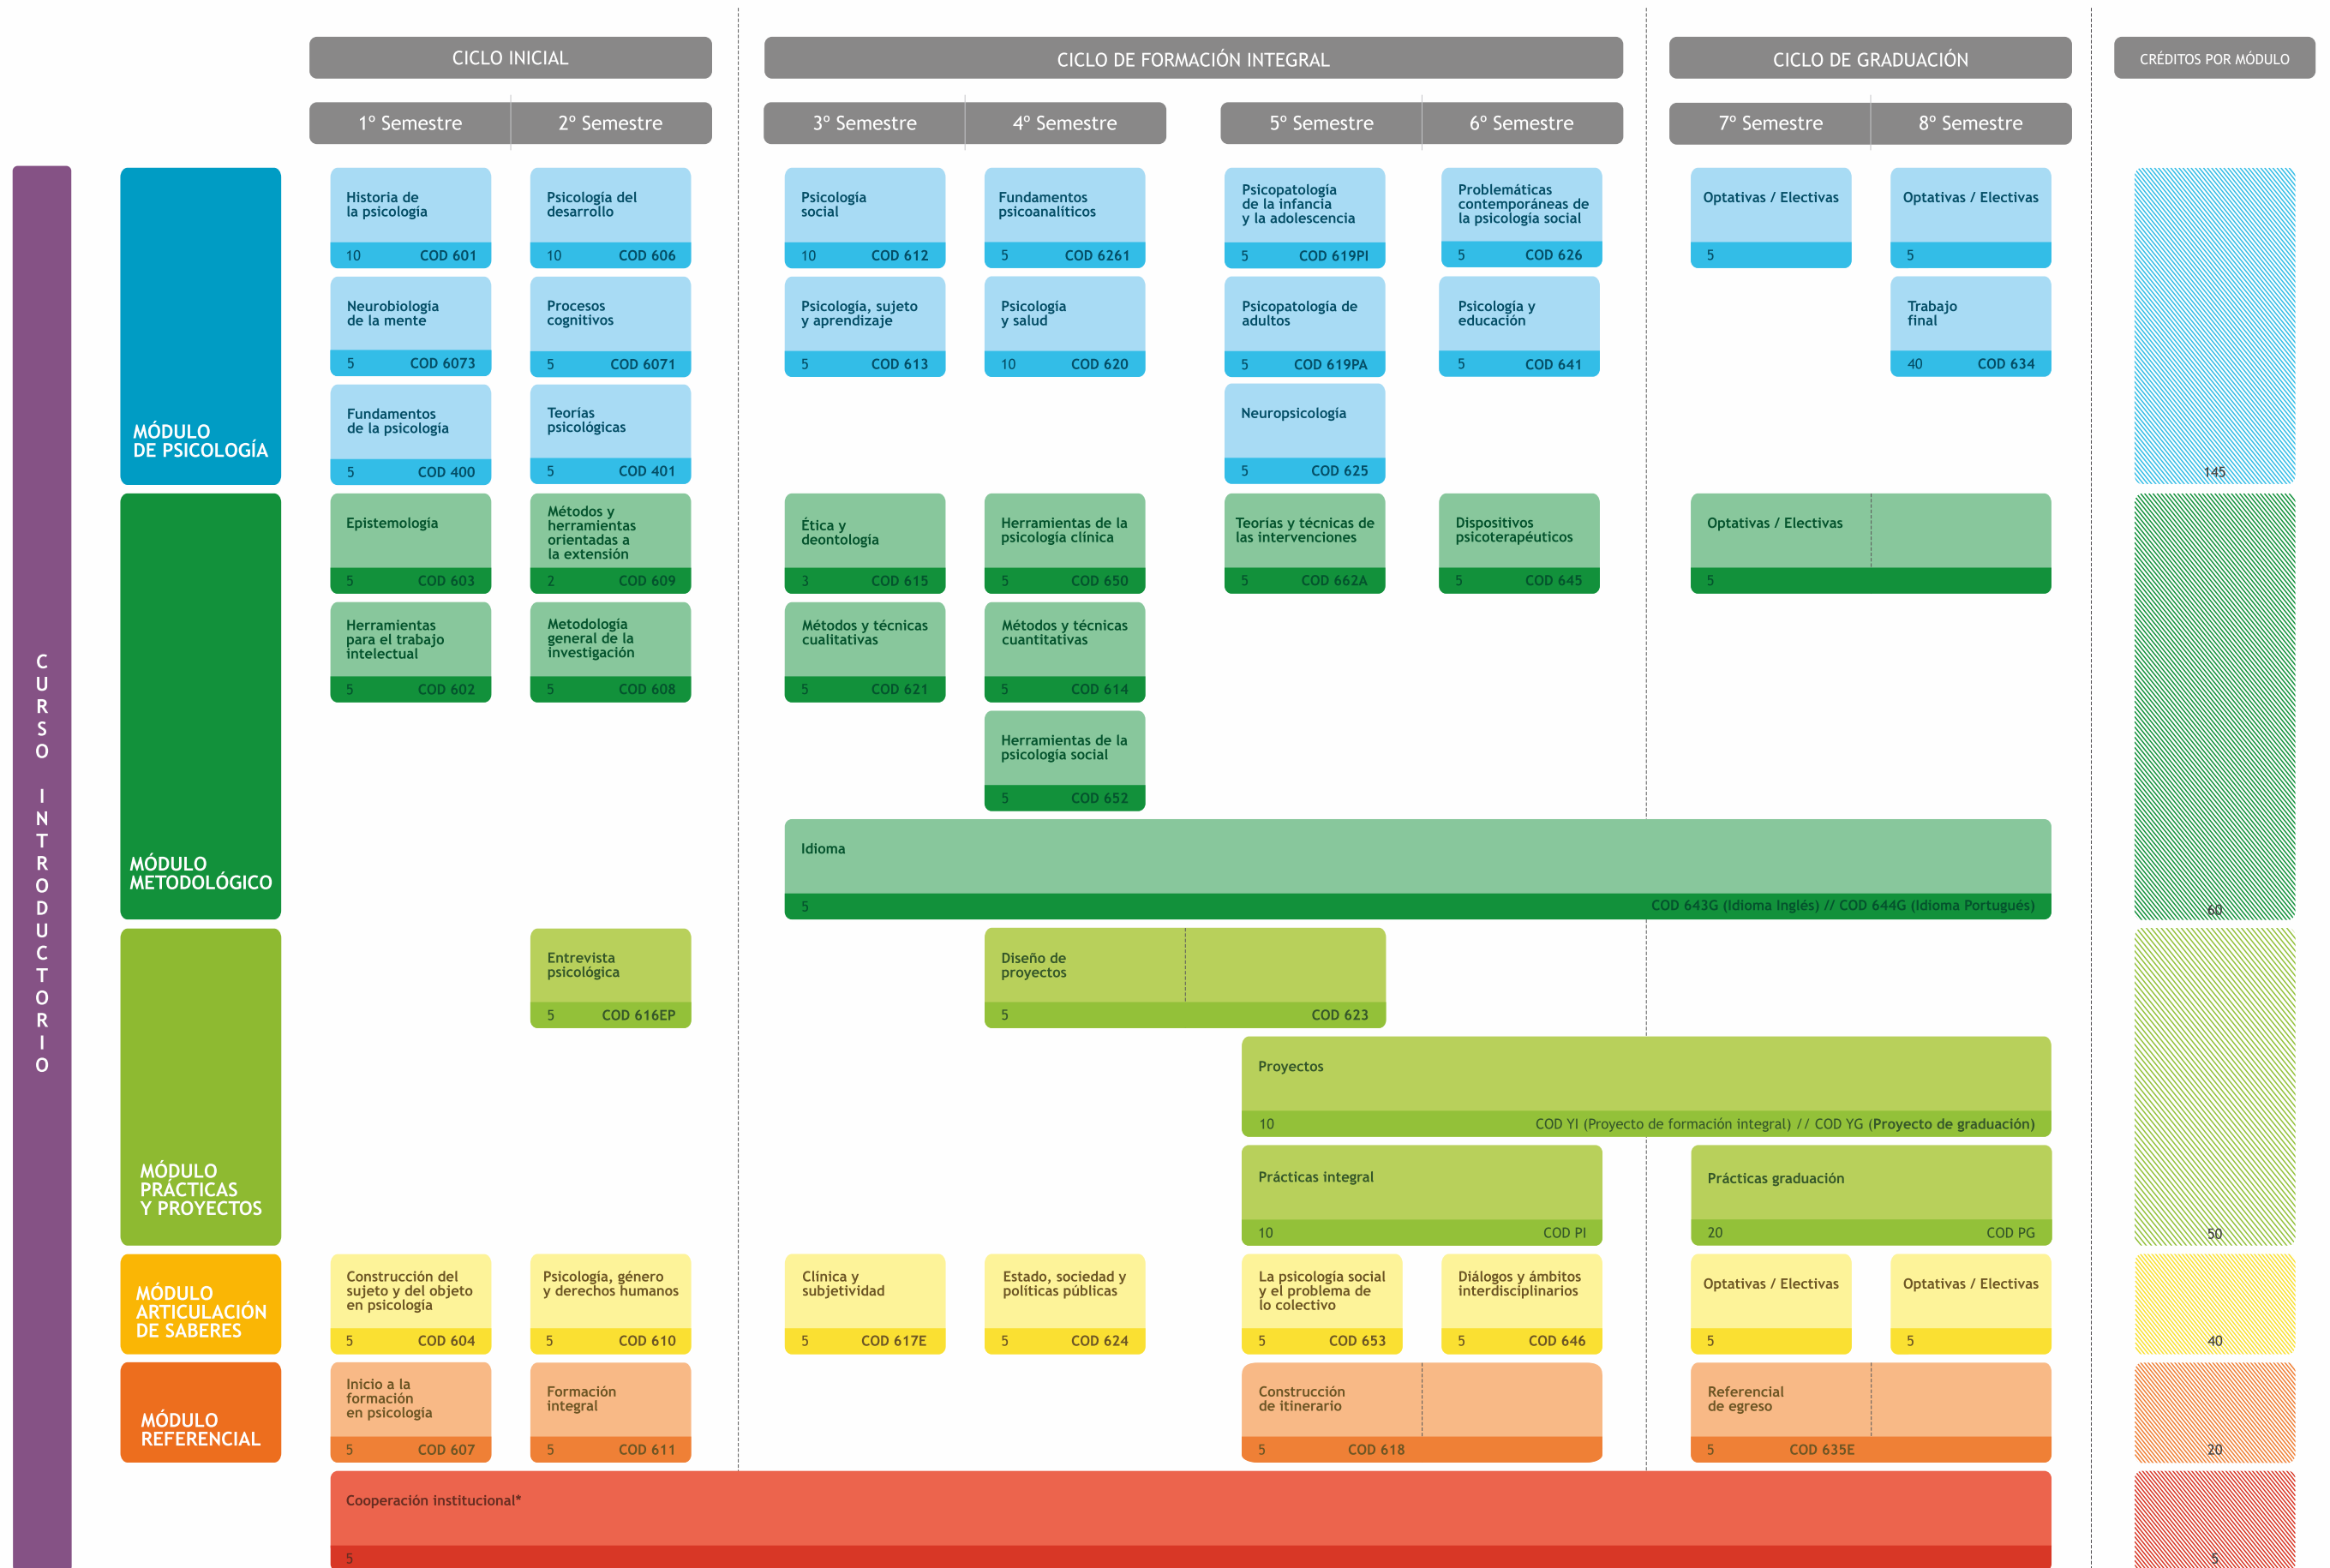 CICLO INICIAL
CICLO DE FORMACIÓN INTEGRAL
CICLO DE GRADUACIÓN
CRÉDITOS POR MÓDULO
1º Semestre
2º Semestre
3º Semestre
4º Semestre
5º Semestre
6º Semestre
7º Semestre
8º Semestre
CURSO INTRODUCTORIO
MÓDULO
DE PSICOLOGÍA
Historia de
la psicología
10 COD 601
Psicología del
desarrollo
10 COD 606
Psicología
social
10 COD 612
Fundamentos
psicoanalíticos
5 COD 6261
Psicopatología
de la infancia
y la adolescencia
5 COD 619PI
Problemáticas
contemporáneas de
la psicología social
5 COD 626
Optativas / Electivas
5
Optativas / Electivas
5
Neurobiología
de la mente
5 COD 6073
Procesos
cognitivos
5 COD 6071
Psicología, sujeto
y aprendizaje
5 COD 613
Psicología
y salud
10 COD 620
Psicopatología de
adultos
5 COD 619PA
Psicología y
educación
5 COD 641
Trabajo
final
40 COD 634
Fundamentos
de la psicología
5 COD 400
Teorías
psicológicas
5 COD 401
Neuropsicología
5 COD 625
145
MÓDULO
METODOLÓGICO
Epistemología
5 COD 603
Métodos y
herramientas
orientadas a
la extensión
2 COD 609
Ética y
deontología
3 COD 615
Herramientas de la
psicología clínica
5 COD 650
Teorías y técnicas de
las intervenciones
5 COD 662A
Dispositivos
psicoterapéuticos
5 COD 645
Optativas / Electivas
5
Herramientas
para el trabajo
intelectual
5 COD 602
Metodología
general de la
investigación
5 COD 608
Métodos y técnicas
cualitativas
5 COD 621
Métodos y técnicas
cuantitativas
5 COD 614
Herramientas de la
psicología social
5 COD 652
Idioma
5 COD 643G (Idioma Inglés) // COD 644G (Idioma Portugués)
60
MÓDULO
PRÁCTICAS
Y PROYECTOS
Entrevista
psicológica
5 COD 616EP
Diseño de
proyectos
5 COD 623
Proyectos
10 COD YI (Proyecto de formación integral) // COD YG (Proyecto de graduación)
Prácticas integral
10 COD PI
Prácticas graduación
20 COD PG
50
MÓDULO
ARTICULACIÓN
DE SABERES
Construcción del
sujeto y del objeto
en psicología
5 COD 604
Psicología, género
y derechos humanos
5 COD 610
Clínica y
subjetividad
5 COD 617E
Estado, sociedad y
políticas públicas
5 COD 624
La psicología social
y el problema de
lo colectivo
5 COD 653
Diálogos y ámbitos
interdisciplinarios
5 COD 646
Optativas / Electivas
5
Optativas / Electivas
5
40
MÓDULO
REFERENCIAL
Inicio a la
formación
en psicología
5 COD 607
Formación
integral
5 COD 611
Construcción
de itinerario
5 COD 618
Referencial
de egreso
5 COD 635E
20
Cooperación institucional*
5
5